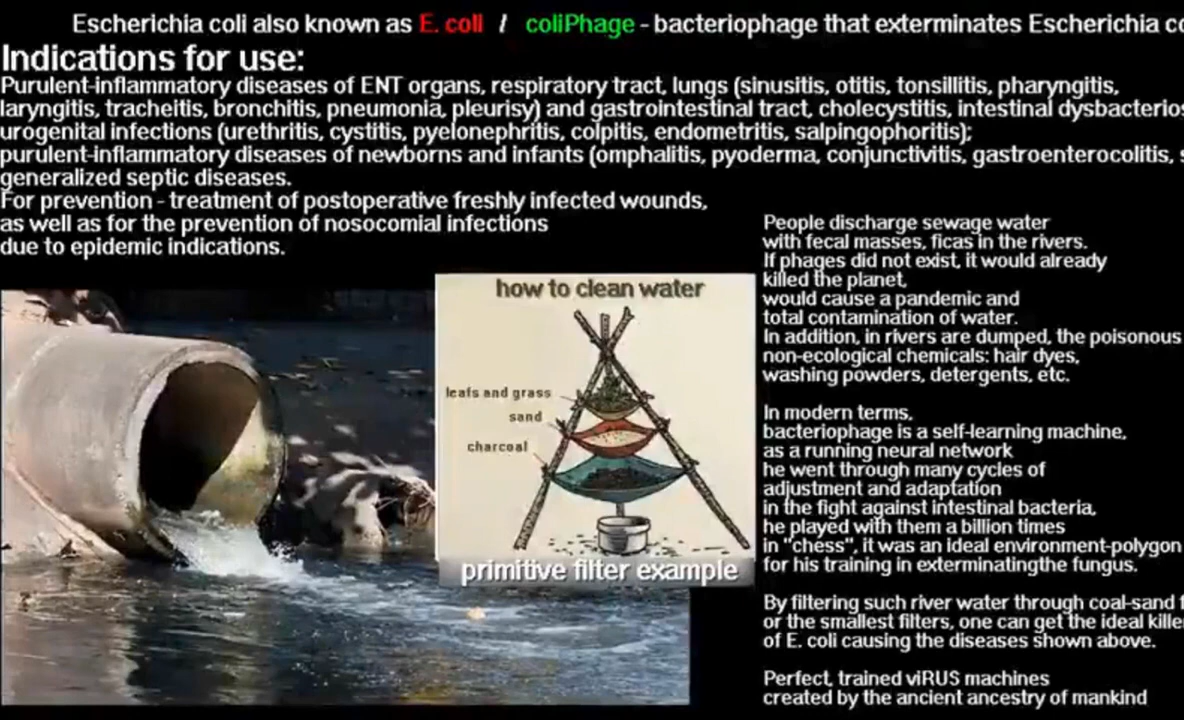 Escherichia coli also known as E. coll / coliPhage - bacteriophage that exterminates Escherichia co
Indications for use:
Purulent-inflammatory diseases of ENT organs, respiratory tract, lungs (sinusitis, otitis, tonsillitis, pharyngitis,
laryngitis, tracheitis, bronchitis, pneumonia, pleurisy) and gastrointestinal tract, cholecystitis, intestinal dysbacterios
urogenital infections (urethritis, cystitis, pyelonephritis, colpitis, endometritis, salpingophoritis);
purulent-inflammatory diseases of newborns and infants (omphalitis, pyoderma, conjunctivitis, gastroenterocolitis, s
generalized septic diseases.
For prevention - treatment of postoperative freshly infected wounds,
as well as for the prevention of nosocomial infections
due to epidemic indications.
how to clean water
leafs and grass
sand
charcoal
primitive filter example
People discharge sewage water
with fecal masses, ficas in the rivers.
If phages did not exist, it would already
killed the planet,
would cause a pandemic and
total contamination of water.
In addition, in rivers are dumped, the poisonous
non-ecological chemicals: hair dyes,
washing powders, detergents, etc.
In modern terms,
bacteriophage is a self-learning machine,
as a running neural network
he went through many cycles of
adjustment and adaptation
in the fight against intestinal bacteria,
he played with them a billion times
in "chess", it was an ideal environment-polygon
for his training in exterminatingthe fungus.
By filtering such river water through coal-sand f
or the smallest filters, one can get the ideal kille
of E. coli causing the diseases shown above.
Perfect, trained viRUS machines
created by the ancient ancestry of mankind